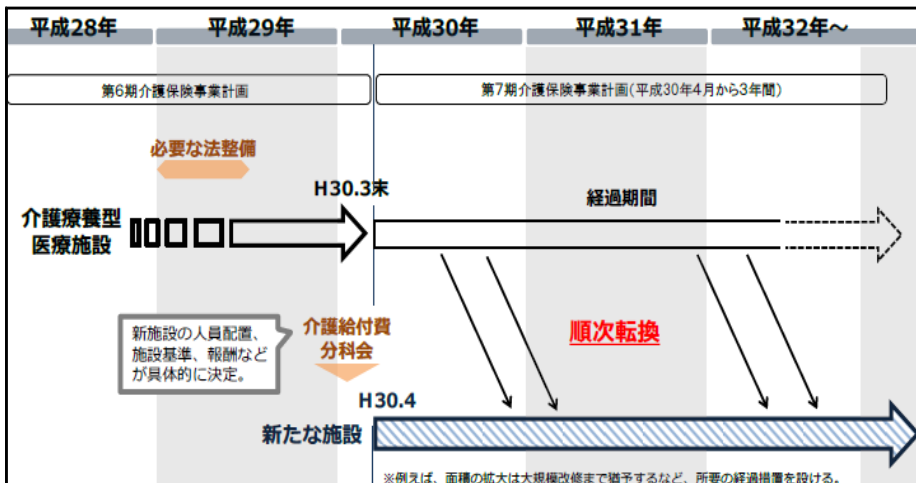 平成28年
平成29年
平成30年
平成31年
平成32年～
第6期介護保険事業計画
第7期介護保険事業計画(平成30年4月から3年間)
必要な法整備
H30.3末
経過期間
介護療養型
医療施設
新施設の人員配置、
施設基準、報酬など
が具体的に決定。
介護給付費
分科会
順次転換
H30.4
新たな施設
※例えば、面積の拡大は大規模改修まで猶予するなど、所要の経過措置を設ける。